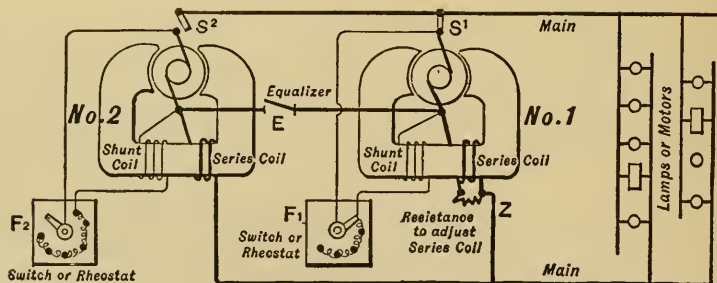 S²
S¹
Main
Equalizer
E
No.2
No.1
Shunt
Coil
Series Coil
Shunt
Coil
Series Coil
Lamps or Motors
F2
F1
Z
Switch or
Rheostat
Resistance
to adjust
Series Coil
Switch or Rheostat
Main